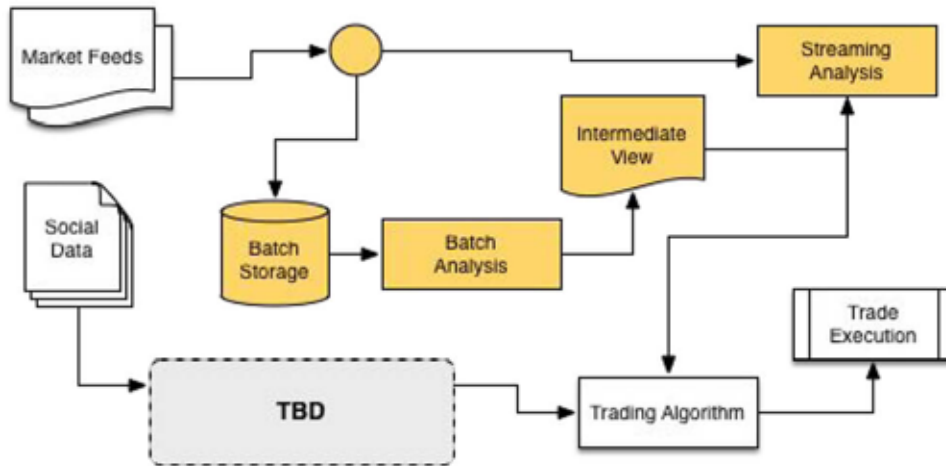 Market Feeds
Streaming
Analysis
Intermediate
View
Social
Data
Batch
Storage
Batch
Analysis
Trade
Execution
TBD
Trading Algorithm